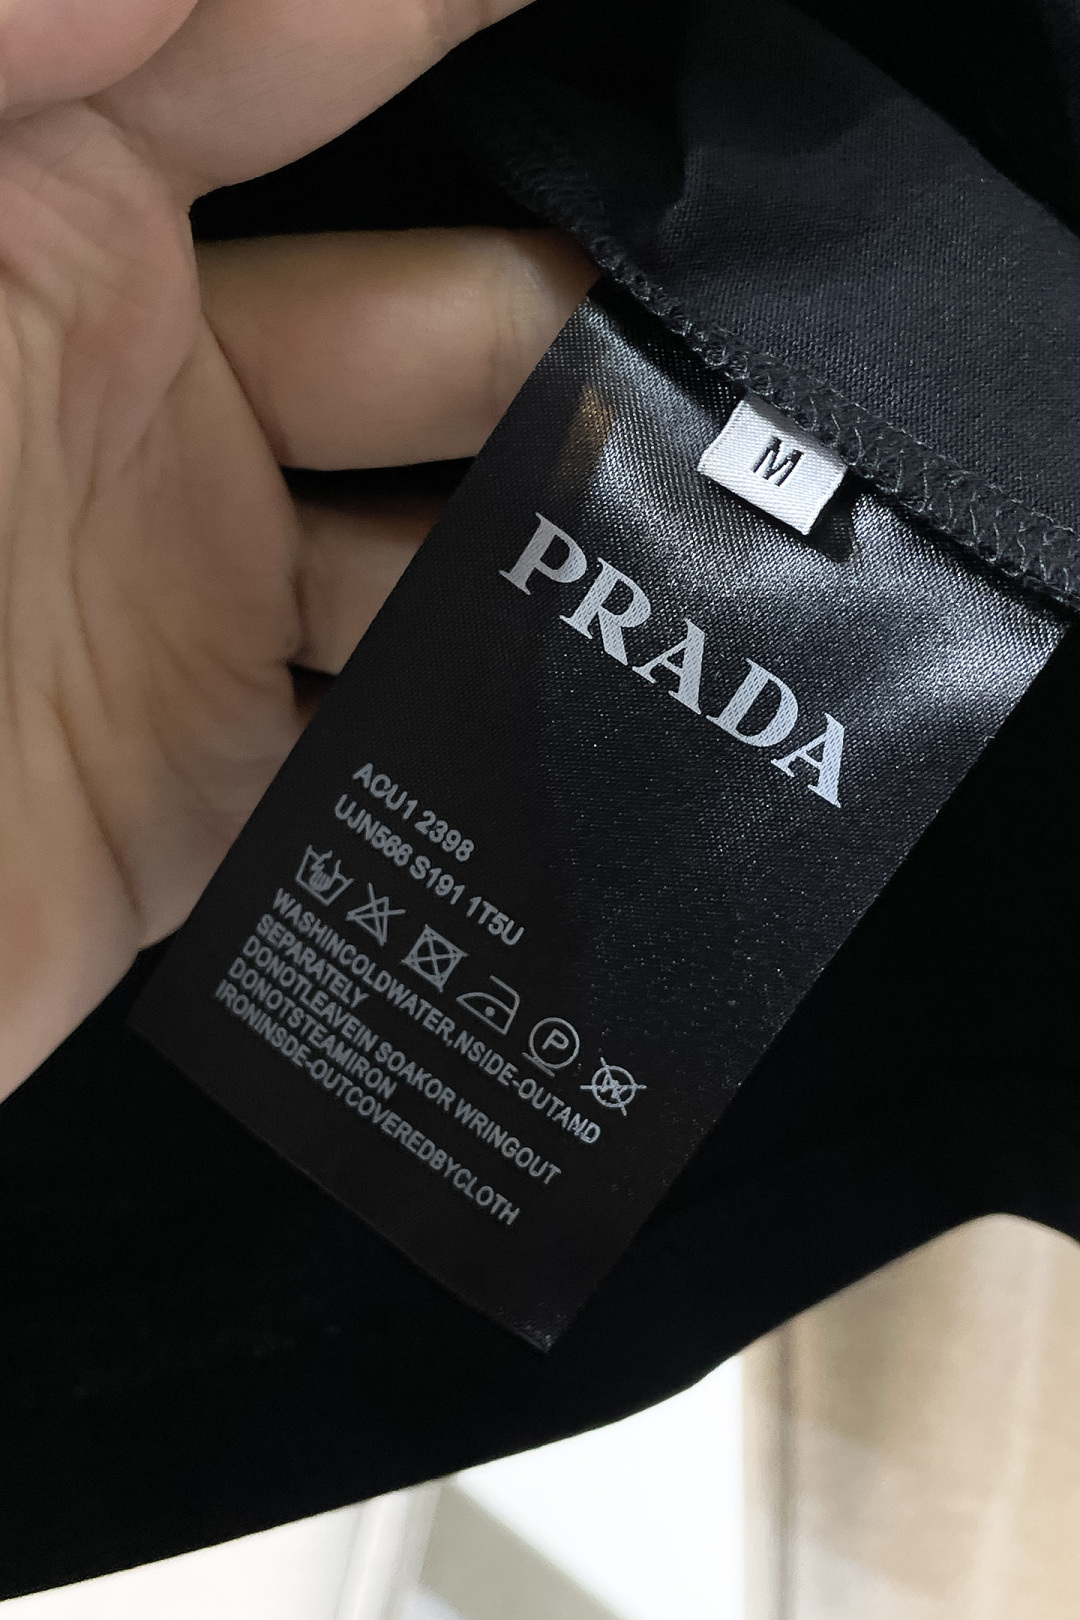 M
PRADA
ACU1 2398
UJN566 S191 1T5U
P
WASHINCOLDWATER,NSIDE-OUTAND
SEPARATELY
DONOTLEAVEIN SOAKOR WRINGOUT
DONOTSTEAMIRON
IRONINSDE-OUTCOVEREDBYCLOTH